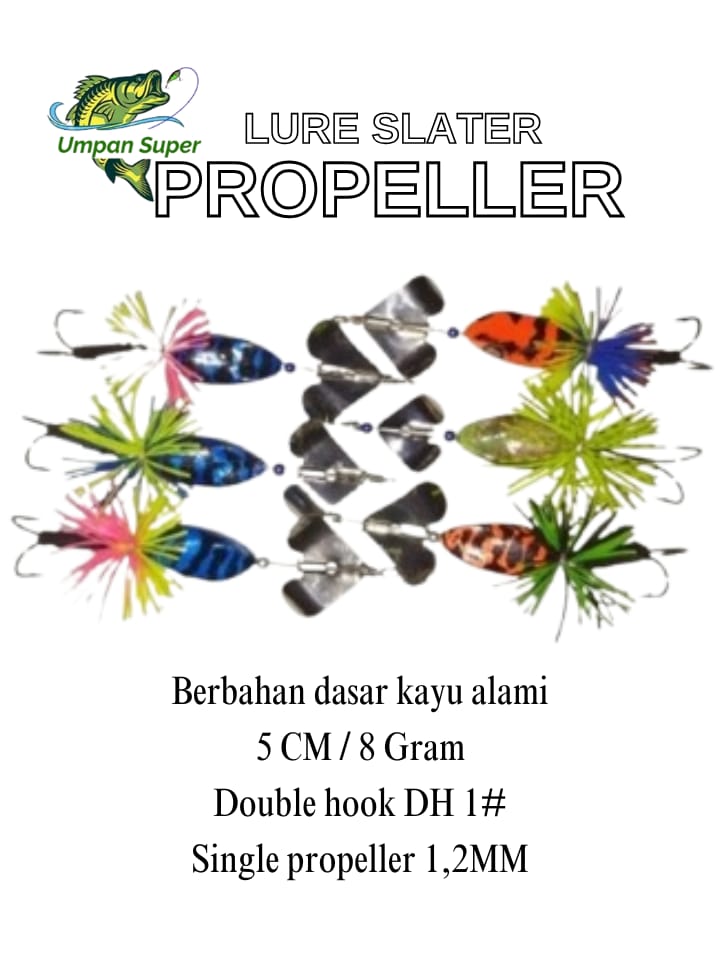 Umpan Super
LURE SLATER
PROPELLER
Berbahan dasar kayu alami
5 CM / 8 Gram
Double hook DH 1#
Single propeller 1,2MM